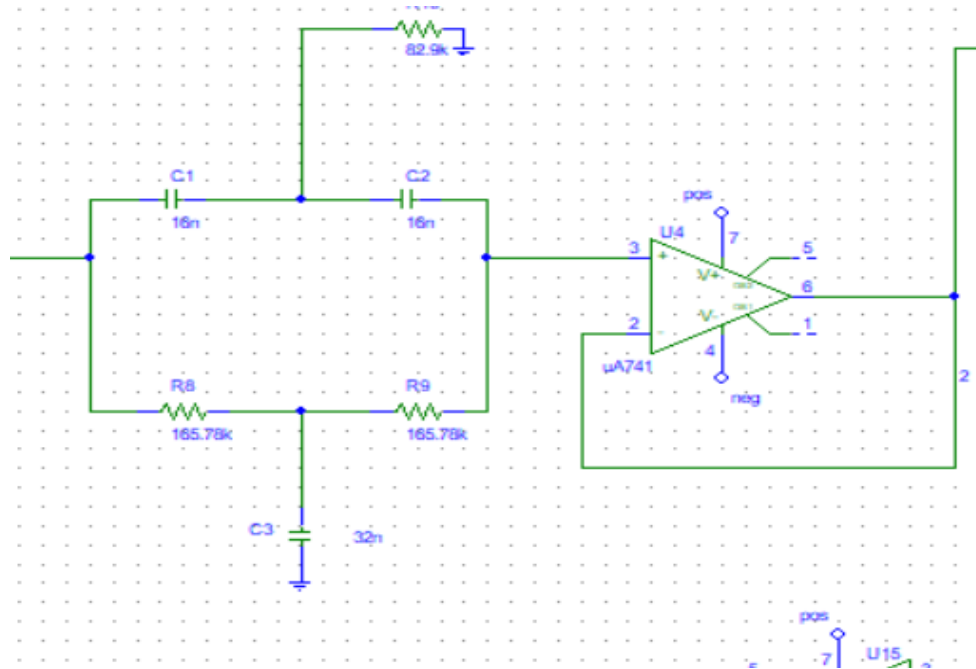 82.9k
C1
C2
16n
16n
pos
U4
7
5
3
+
V+
6
V-
2
-
1
4
µA741
neg
2
R8
R9
165.78k
165.78k
C3
32n
pos
7
U15